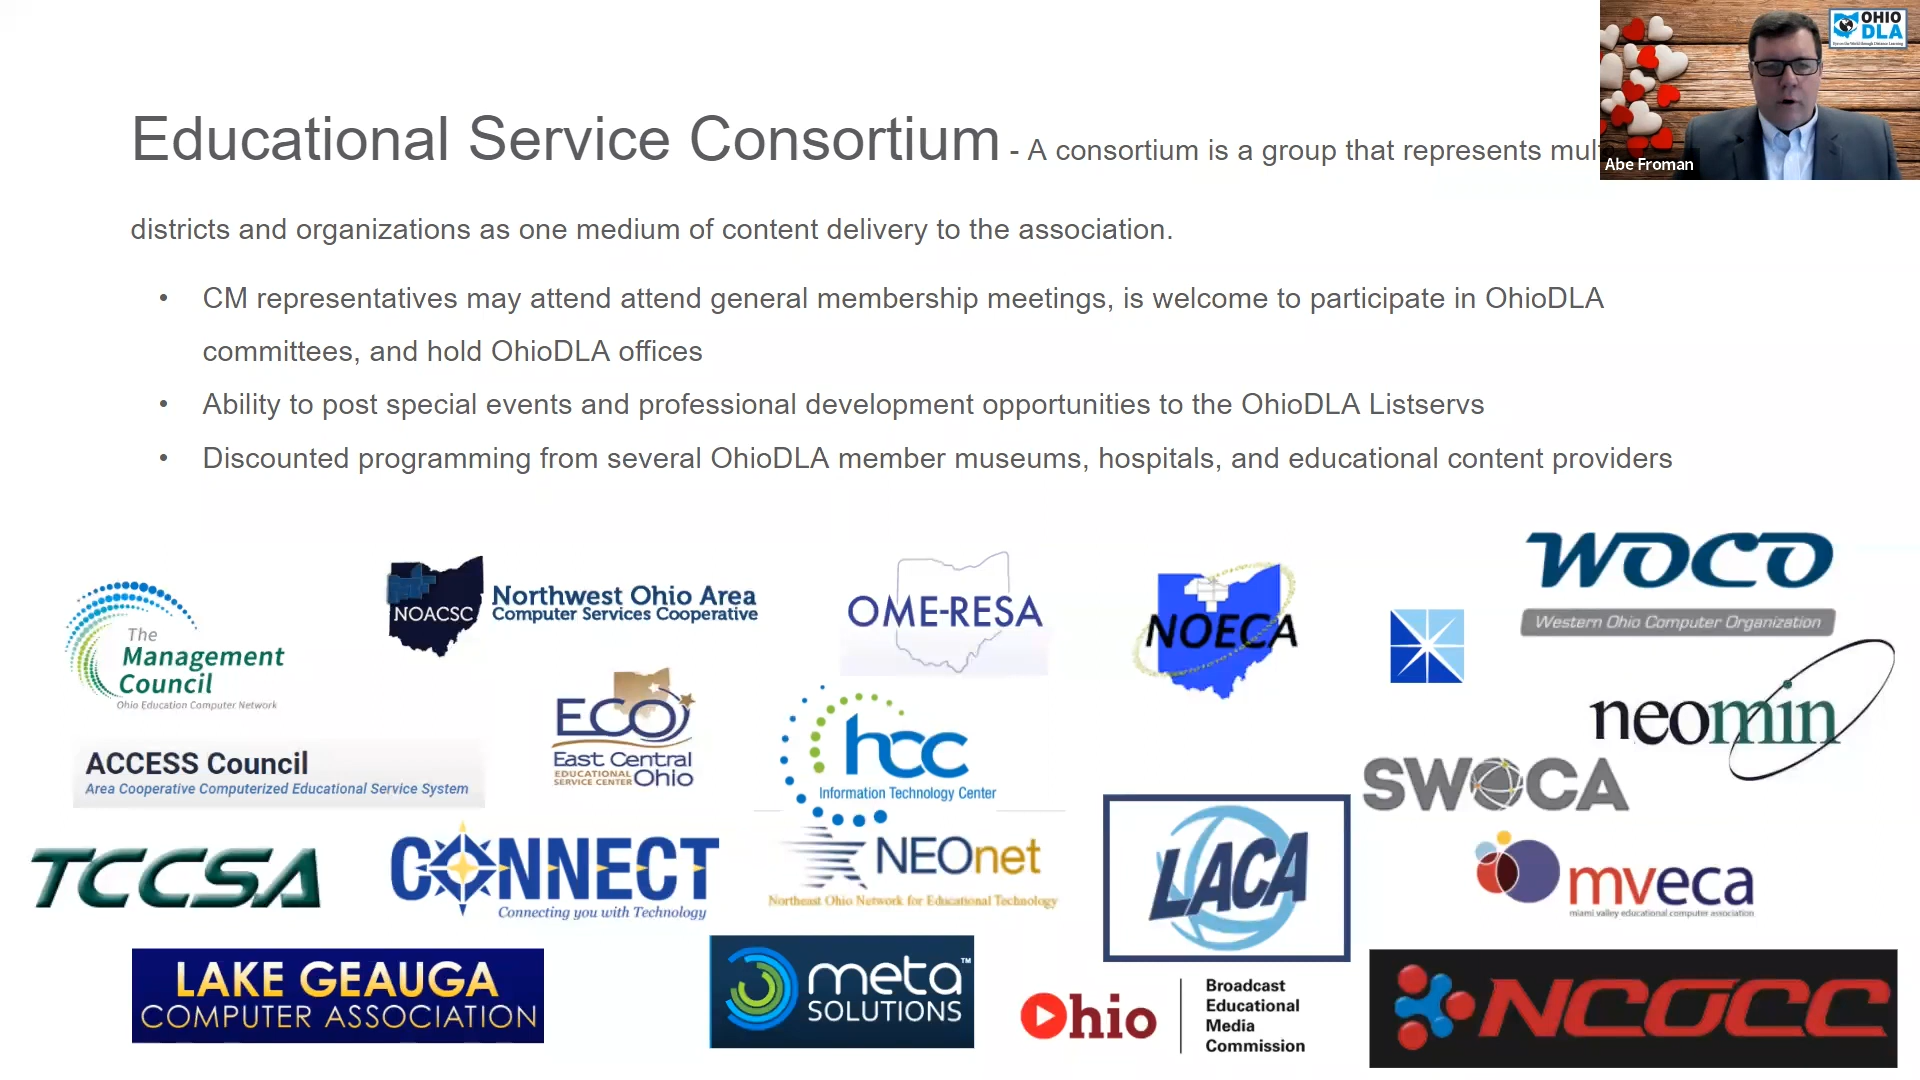 OHIO
DLA
Abe Froman
Educational Service Consortium - A consortium is a group that represents
districts and organizations as one medium of content delivery to the association.
• CM representatives may attend attend general membership meetings, is welcome to participate in OhioDLA
committees, and hold OhioDLA offices
• Ability to post special events and professional development opportunities to the OhioDLA Listservs
• Discounted programming from several OhioDLA member museums, hospitals, and educational content providers
The
Management
Council
Ohio Education Computer Network
NOACSC
Northwest Ohio Area
Computer Services Cooperative
OME-RESA
NOECA
WOCO
Western Ohio Computer Organization
neomin
ECO
East Central
EDUCATIONAL
SERVICE CENTER Ohio
hcc
Information Technology Center
ACCESS Council
Area Cooperative Computerized Educational Service System
SWOCA
TCCSA
CONNECT
Connecting you with Technology
NEOnet
Northeast Ohio Network for Educational Technology
LACA
mveca
miami valley educational computer association
LAKE GEAUGA
COMPUTER ASSOCIATION
meta™
SOLUTIONS
Ohio
Broadcast
Educational
Media
Commission
NCOCC